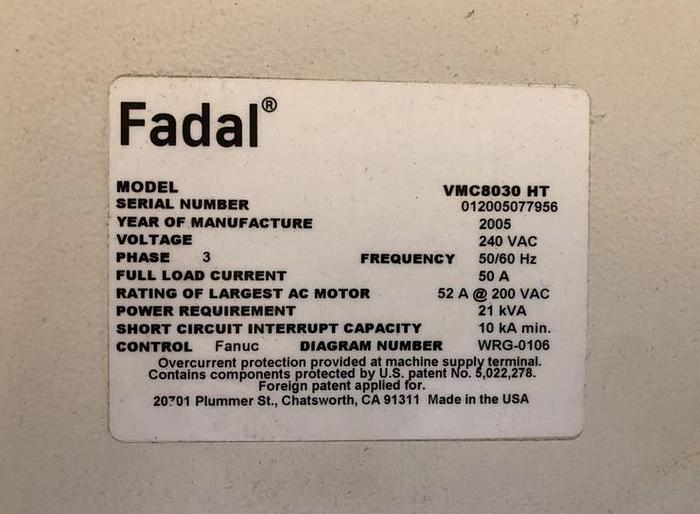 Fadal®
MODEL VMC8030 HT
SERIAL NUMBER 012005077956
YEAR OF MANUFACTURE 2005
VOLTAGE 240 VAC
PHASE 3 FREQUENCY 50/60 Hz
FULL LOAD CURRENT 50 A
RATING OF LARGEST AC MOTOR 52 A @ 200 VAC
POWER REQUIREMENT 21 kVA
SHORT CIRCUIT INTERRUPT CAPACITY 10 kA min.
CONTROL Fanuc DIAGRAM NUMBER WRG-0106
Overcurrent protection provided at machine supply terminal.
Contains components protected by U.S. patent No. 5,022,278.
Foreign patent applied for.
20701 Plummer St., Chatsworth, CA 91311 Made in the USA